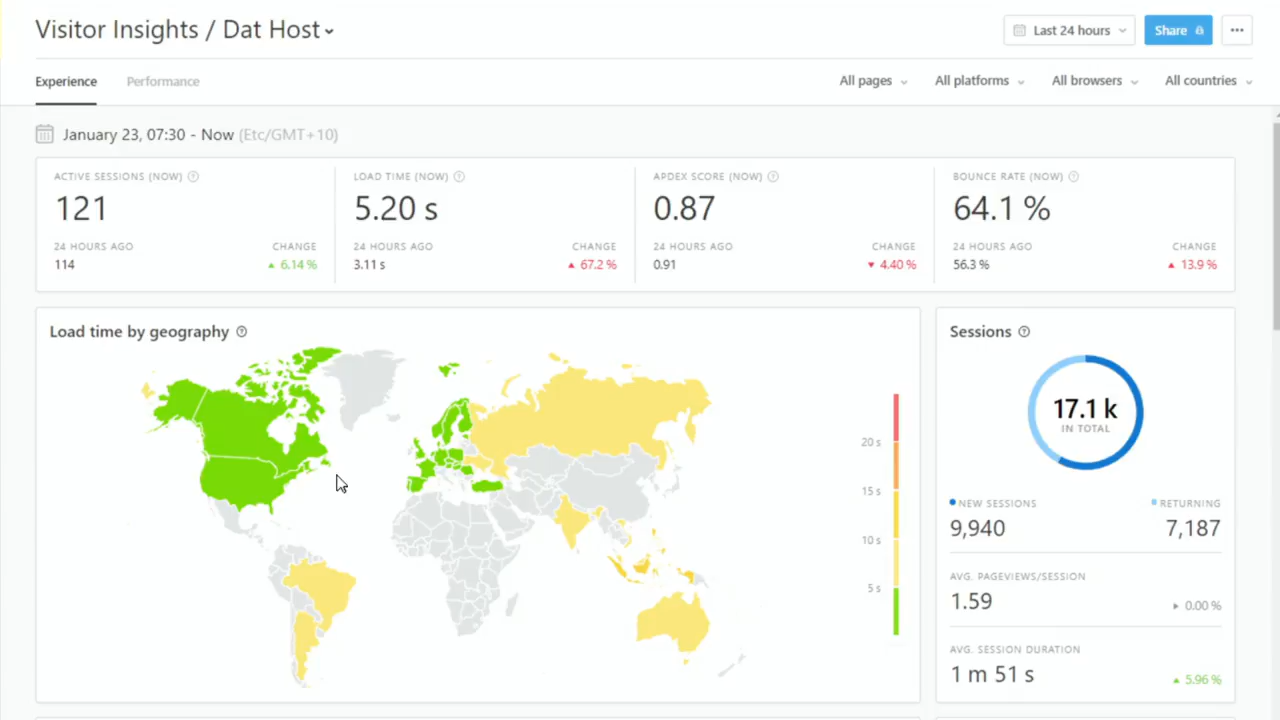 Visitor Insights / Dat Host
Last 24 hours
Share
Experience
Performance
All pages
All platforms
All browsers
All countries
January 23, 07:30 - Now (Etc/GMT+10)
ACTIVE SESSIONS (NOW)
121
24 HOURS AGO
CHANGE
114
6.14 %
LOAD TIME (NOW)
5.20 s
24 HOURS AGO
CHANGE
3.11 s
67.2 %
APDEX SCORE (NOW)
0.87
24 HOURS AGO
CHANGE
0.91
4.40 %
BOUNCE RATE (NOW)
64.1 %
24 HOURS AGO
CHANGE
56.3 %
13.9 %
Load time by geography
20 s
15 s
10 s
5 s
Sessions
17.1 k
IN TOTAL
NEW SESSIONS
RETURNING
9,940
7,187
AVG. PAGEVIEWS/SESSION
1.59
0.00 %
AVG. SESSION DURATION
1 m 51 s
5.96 %